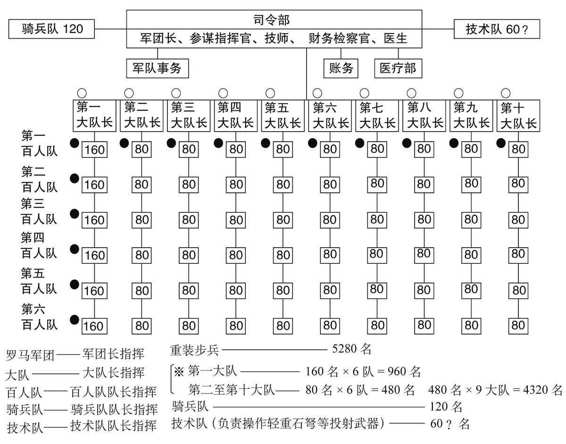 司令部
骑兵队 120
军团长、参谋指挥官、技师、 财务检察官、医生
技术队 60?
军队事务
账务
医疗部
第一大队长 第二大队长 第三大队长 第四大队长 第五大队长 第六大队长 第七大队长 第八大队长 第九大队长 第十大队长
第一百人队 160 80 80 80 80 80 80 80 80 80
第二百人队 160 80 80 80 80 80 80 80 80 80
第三百人队 160 80 80 80 80 80 80 80 80 80
第四百人队 160 80 80 80 80 80 80 80 80 80
第五百人队 160 80 80 80 80 80 80 80 80 80
第六百人队 160 80 80 80 80 80 80 80 80 80
罗马军团——军团长指挥
大队——大队长指挥
百人队——百人队队长指挥
骑兵队——骑兵队队长指挥
技术队——技术队队长指挥
重装步兵——5280 名
※ 第一大队—— 160 名 × 6 队 = 960 名
第二至第十大队——80 名 × 6 队 = 480 名 480 名 × 9 大队 = 4320 名
骑兵队——120 名
技术队(负责操作轻重石弩等投射武器)——60? 名